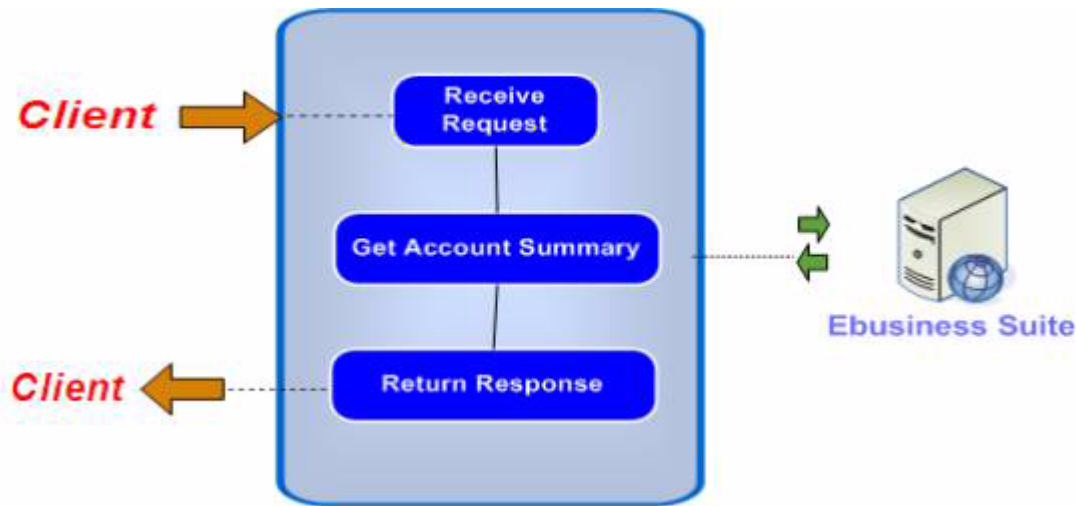 Client
Receive
Request
Get Account Summary
Ebusiness Suite
Return Response
Client